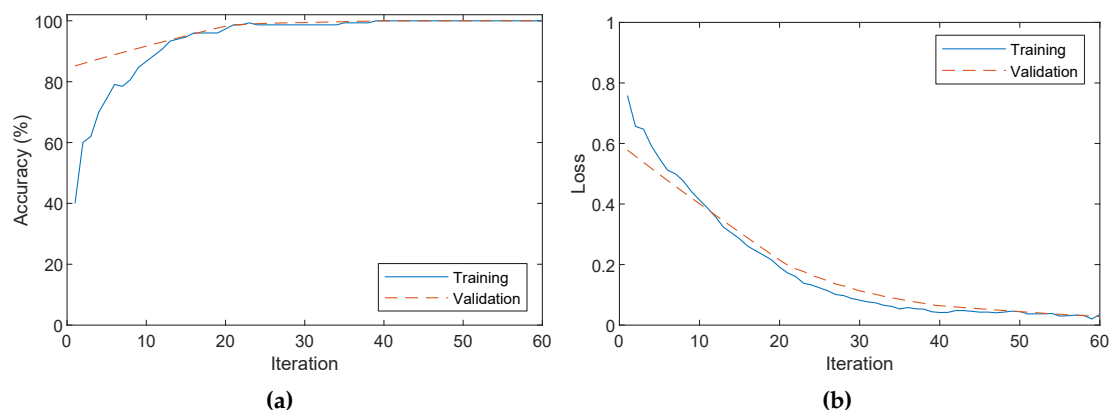 100
80
60
40
20
0
Accuracy (%)
Training
Validation
0 10 20 30 40 50 60
Iteration
(a)
1
0.8
0.6
0.4
0.2
0
Loss
Training
Validation
0 10 20 30 40 50 60
Iteration
(b)